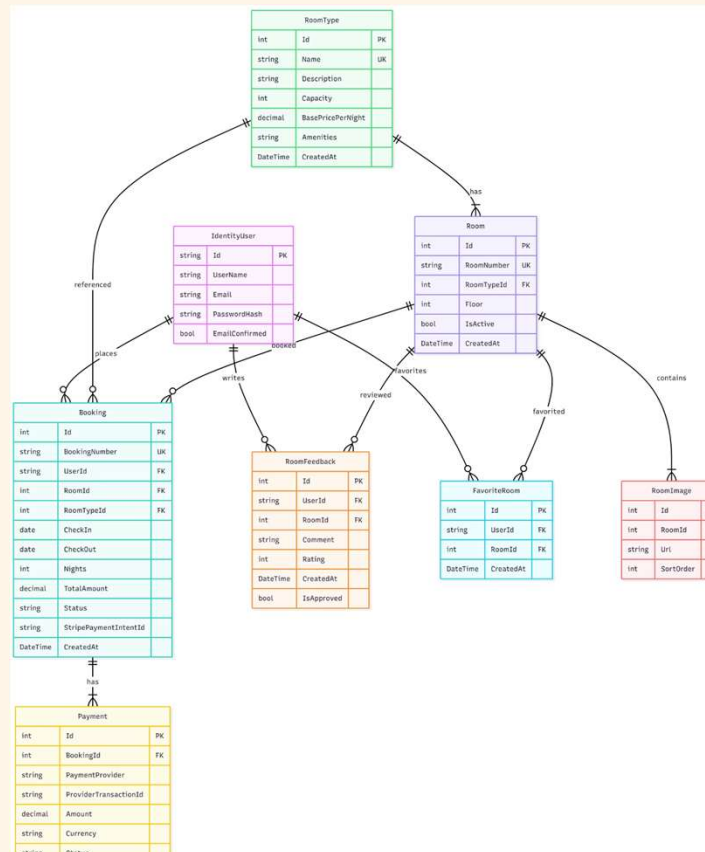 RoomType
int Id PK
string Name UK
string Description
int Capacity
decimal BasePricePerNight
string Amenities
DateTime CreatedAt
has
referenced
IdentityUser
string Id PK
string UserName
string Email
string PasswordHash
bool EmailConfirmed
Room
int Id PK
string RoomNumber UK
int RoomTypeId FK
int Floor
bool IsActive
DateTime CreatedAt
places
booked
writes
favorites
reviewed
favorited
contains
Booking
int Id PK
string BookingNumber UK
string UserId FK
int RoomId FK
int RoomTypeId FK
date CheckIn
date CheckOut
int Nights
decimal TotalAmount
string Status
string StripePaymentIntentId
DateTime CreatedAt
RoomFeedback
int Id PK
string UserId FK
int RoomId FK
string Comment
int Rating
DateTime CreatedAt
bool IsApproved
FavoriteRoom
int Id PK
string UserId FK
int RoomId FK
DateTime CreatedAt
RoomImage
int Id
int RoomId
string Url
int SortOrder
has
Payment
int Id PK
int BookingId FK
string PaymentProvider
string ProviderTransactionId
decimal Amount
string Currency